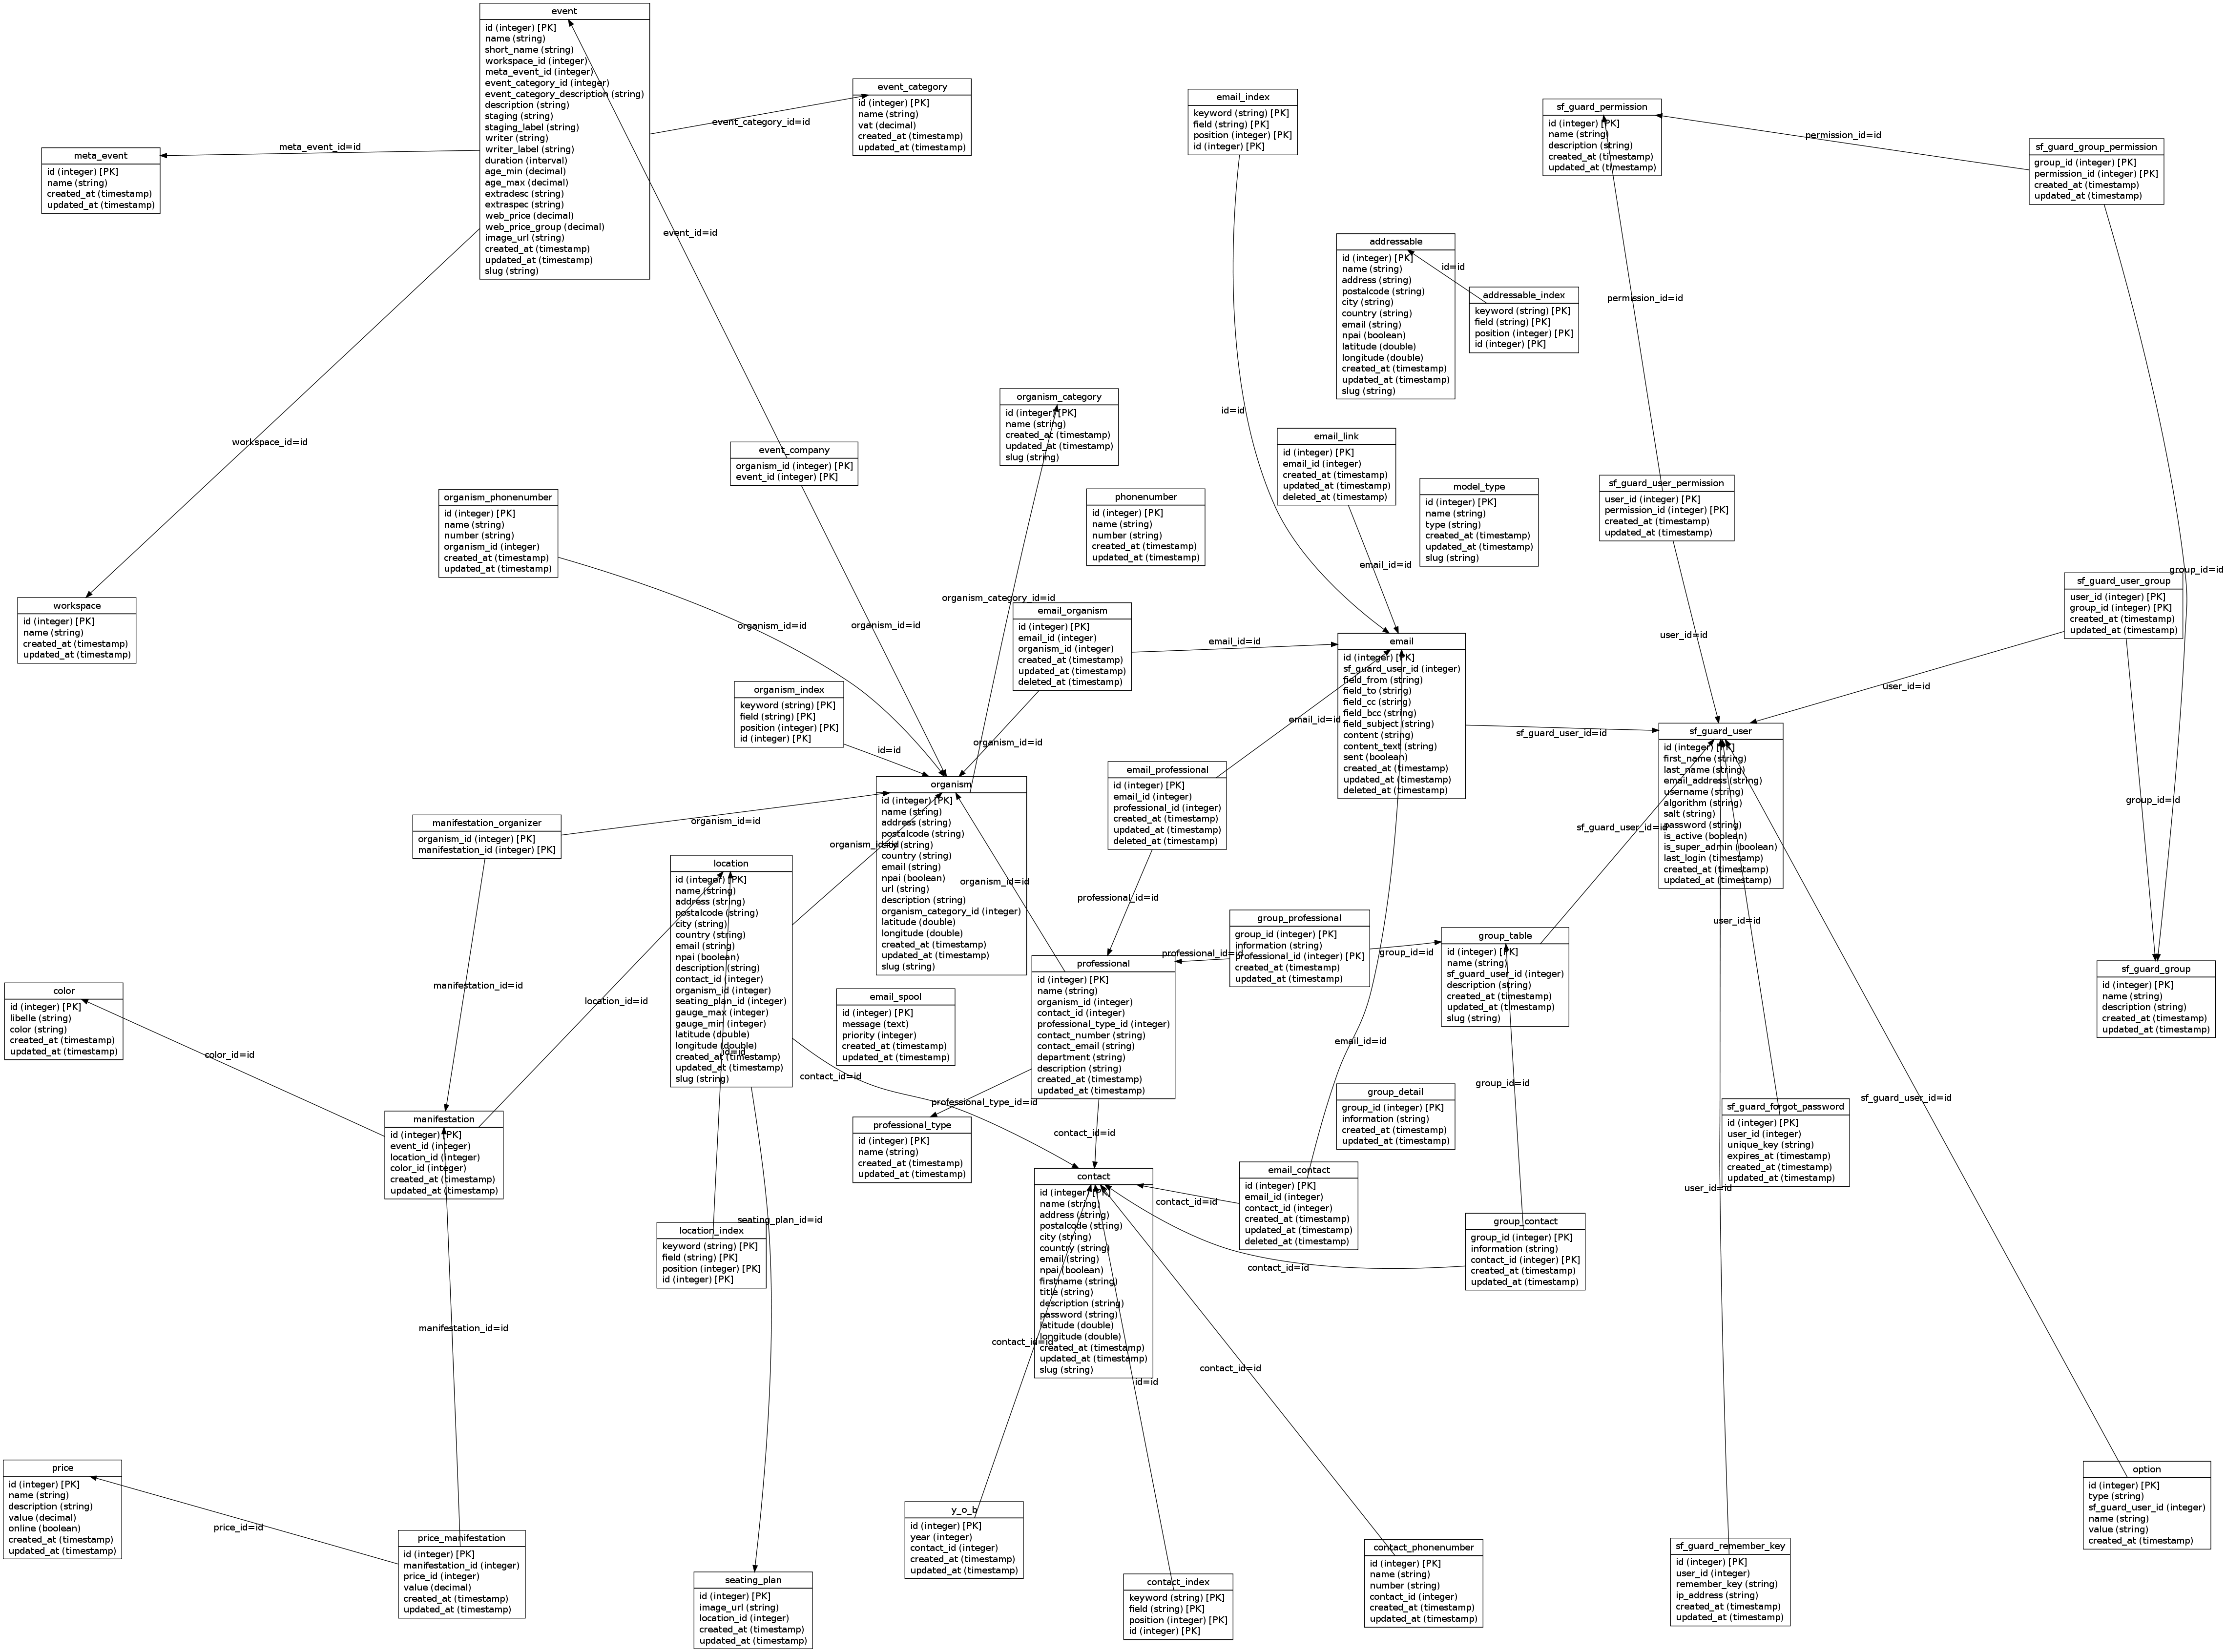 event
id (integer) [PK]
name (string)
short_name (string)
workspace_id (integer)
meta_event_id (integer)
event_category_id (integer)
event_category_description (string)
description (string)
staging (string)
staging_label (string)
writer (string)
writer_label (string)
duration (interval)
age_min (decimal)
age_max (decimal)
extradesc (string)
extraspec (string)
web_price (decimal)
web_price_group (decimal)
image_url (string)
created_at (timestamp)
updated_at (timestamp)
slug (string)
event_category
id (integer) [PK]
name (string)
vat (decimal)
created_at (timestamp)
updated_at (timestamp)
event_category_id=id
meta_event
id (integer) [PK]
name (string)
created_at (timestamp)
updated_at (timestamp)
meta_event_id=id
event_id=id
workspace_id=id
email_index
keyword (string) [PK]
field (string) [PK]
position (integer) [PK]
id (integer) [PK]
id=id
sf_guard_permission
id (integer) [PK]
name (string)
description (string)
created_at (timestamp)
updated_at (timestamp)
permission_id=id
sf_guard_group_permission
group_id (integer) [PK]
permission_id (integer) [PK]
created_at (timestamp)
updated_at (timestamp)
addressable
id (integer) [PK]
name (string)
address (string)
postalcode (string)
city (string)
country (string)
email (string)
npai (boolean)
latitude (double)
longitude (double)
created_at (timestamp)
updated_at (timestamp)
slug (string)
id=id
addressable_index
keyword (string) [PK]
field (string) [PK]
position (integer) [PK]
id (integer) [PK]
permission_id=id
organism_category
id (integer) [PK]
name (string)
created_at (timestamp)
updated_at (timestamp)
slug (string)
event_company
organism_id (integer) [PK]
event_id (integer) [PK]
email_link
id (integer) [PK]
email_id (integer)
created_at (timestamp)
updated_at (timestamp)
deleted_at (timestamp)
email_id=id
model_type
id (integer) [PK]
name (string)
type (string)
created_at (timestamp)
updated_at (timestamp)
slug (string)
sf_guard_user_permission
user_id (integer) [PK]
permission_id (integer) [PK]
created_at (timestamp)
updated_at (timestamp)
organism_phonenumber
id (integer) [PK]
name (string)
number (string)
organism_id (integer)
created_at (timestamp)
updated_at (timestamp)
phonenumber
id (integer) [PK]
name (string)
number (string)
created_at (timestamp)
updated_at (timestamp)
group_id=id
sf_guard_user_group
user_id (integer) [PK]
group_id (integer) [PK]
created_at (timestamp)
updated_at (timestamp)
workspace
id (integer) [PK]
name (string)
created_at (timestamp)
updated_at (timestamp)
organism_id=id
organism_id=id
organism_category_id=id
email_organism
id (integer) [PK]
email_id (integer)
organism_id (integer)
created_at (timestamp)
updated_at (timestamp)
deleted_at (timestamp)
email_id=id
email
id (integer) [PK]
sf_guard_user_id (integer)
field_from (string)
field_to (string)
field_cc (string)
field_bcc (string)
field_subject (string)
content (string)
content_text (string)
sent (boolean)
created_at (timestamp)
updated_at (timestamp)
deleted_at (timestamp)
user_id=id
user_id=id
organism_index
keyword (string) [PK]
field (string) [PK]
position (integer) [PK]
id (integer) [PK]
id=id
organism_id=id
email_id=id
sf_guard_user_id=id
sf_guard_user
id (integer) [PK]
first_name (string)
last_name (string)
email_address (string)
username (string)
algorithm (string)
salt (string)
password (string)
is_active (boolean)
is_super_admin (boolean)
last_login (timestamp)
created_at (timestamp)
updated_at (timestamp)
group_id=id
email_professional
id (integer) [PK]
email_id (integer)
professional_id (integer)
created_at (timestamp)
updated_at (timestamp)
deleted_at (timestamp)
organism
id (integer) [PK]
name (string)
address (string)
postalcode (string)
city (string)
country (string)
email (string)
npai (boolean)
url (string)
description (string)
organism_category_id (integer)
latitude (double)
longitude (double)
created_at (timestamp)
updated_at (timestamp)
slug (string)
manifestation_organizer
organism_id (integer) [PK]
manifestation_id (integer) [PK]
organism_id=id
organism_id=id
organism_id=id
sf_guard_user_id=id
location
id (integer) [PK]
name (string)
address (string)
postalcode (string)
city (string)
country (string)
email (string)
npai (boolean)
description (string)
contact_id (integer)
organism_id (integer)
seating_plan_id (integer)
gauge_max (integer)
gauge_min (integer)
latitude (double)
longitude (double)
created_at (timestamp)
updated_at (timestamp)
slug (string)
professional_id=id
group_professional
group_id (integer) [PK]
information (string)
professional_id (integer) [PK]
created_at (timestamp)
updated_at (timestamp)
professional_id=id
group_id=id
group_table
id (integer) [PK]
name (string)
sf_guard_user_id (integer)
description (string)
created_at (timestamp)
updated_at (timestamp)
slug (string)
user_id=id
professional
id (integer) [PK]
name (string)
organism_id (integer)
contact_id (integer)
professional_type_id (integer)
contact_number (string)
contact_email (string)
department (string)
description (string)
created_at (timestamp)
updated_at (timestamp)
sf_guard_group
id (integer) [PK]
name (string)
description (string)
created_at (timestamp)
updated_at (timestamp)
color
id (integer) [PK]
libelle (string)
color (string)
created_at (timestamp)
updated_at (timestamp)
color_id=id
manifestation_id=id
location_id=id
id=id
email_spool
id (integer) [PK]
message (text)
priority (integer)
created_at (timestamp)
updated_at (timestamp)
email_id=id
contact_id=id
professional_type_id=id
contact_id=id
group_id=id
group_detail
group_id (integer) [PK]
information (string)
created_at (timestamp)
updated_at (timestamp)
sf_guard_user_id=id
sf_guard_forgot_password
id (integer) [PK]
user_id (integer)
unique_key (string)
expires_at (timestamp)
created_at (timestamp)
updated_at (timestamp)
manifestation
id (integer) [PK]
event_id (integer)
location_id (integer)
color_id (integer)
created_at (timestamp)
updated_at (timestamp)
professional_type
id (integer) [PK]
name (string)
created_at (timestamp)
updated_at (timestamp)
contact
id (integer) [PK]
name (string)
address (string)
postalcode (string)
city (string)
country (string)
email (string)
npai (boolean)
firstname (string)
title (string)
description (string)
password (string)
latitude (double)
longitude (double)
created_at (timestamp)
updated_at (timestamp)
slug (string)
email_contact
id (integer) [PK]
email_id (integer)
contact_id (integer)
created_at (timestamp)
updated_at (timestamp)
deleted_at (timestamp)
contact_id=id
user_id=id
location_index
keyword (string) [PK]
field (string) [PK]
position (integer) [PK]
id (integer) [PK]
seating_plan_id=id
group_contact
group_id (integer) [PK]
information (string)
contact_id (integer) [PK]
created_at (timestamp)
updated_at (timestamp)
contact_id=id
manifestation_id=id
contact_id=id
contact_id=id
id=id
price
id (integer) [PK]
name (string)
description (string)
value (decimal)
online (boolean)
created_at (timestamp)
updated_at (timestamp)
price_id=id
price_manifestation
id (integer) [PK]
manifestation_id (integer)
price_id (integer)
value (decimal)
created_at (timestamp)
updated_at (timestamp)
seating_plan
id (integer) [PK]
image_url (string)
location_id (integer)
created_at (timestamp)
updated_at (timestamp)
y_o_b
id (integer) [PK]
year (integer)
contact_id (integer)
created_at (timestamp)
updated_at (timestamp)
contact_index
keyword (string) [PK]
field (string) [PK]
position (integer) [PK]
id (integer) [PK]
contact_phonenumber
id (integer) [PK]
name (string)
number (string)
contact_id (integer)
created_at (timestamp)
updated_at (timestamp)
sf_guard_remember_key
id (integer) [PK]
user_id (integer)
remember_key (string)
ip_address (string)
created_at (timestamp)
updated_at (timestamp)
option
id (integer) [PK]
type (string)
sf_guard_user_id (integer)
name (string)
value (string)
created_at (timestamp)